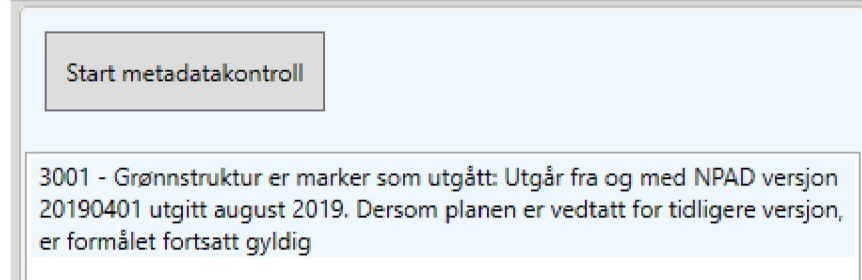 Start metadatakontroll
3001 - Grønnstruktur er marker som utgått: Utgår fra og med NPAD versjon
20190401 utgitt august 2019. Dersom planen er vedtatt for tidligere versjon,
er formålet fortsatt gyldig